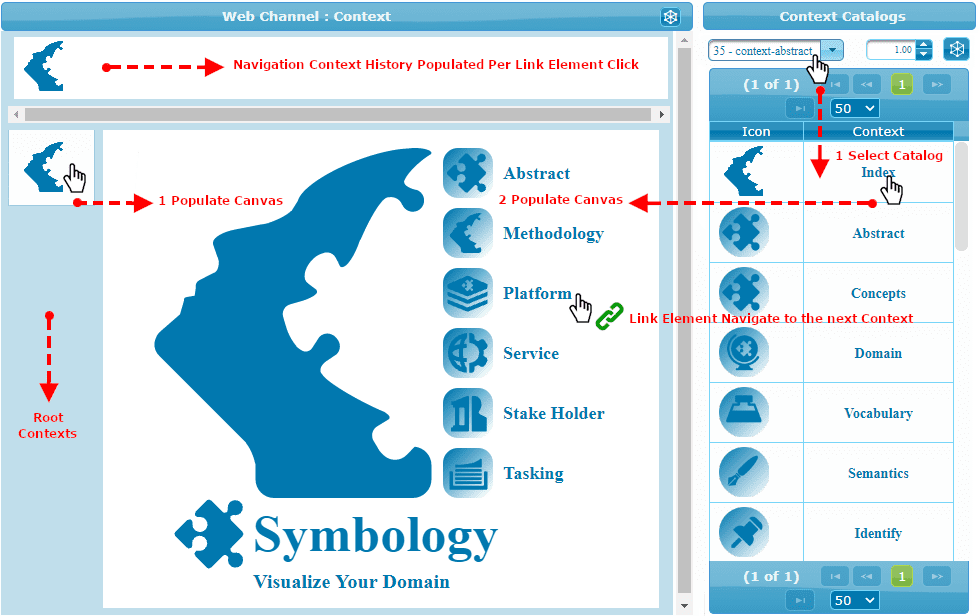 Web Channel : Context
Navigation Context History Populated Per Link Element Click
1 Populate Canvas
Root
Contexts
Abstract
2 Populate Canvas
Methodology
Platform
Link Element Navigate to the next Context
Service
Stake Holder
Tasking
Symbology
Visualize Your Domain
Context Catalogs
35 - context-abstract
1.00
(1 of 1)
1
50
Icon
Context
1 Select Catalog
Index
Abstract
Concepts
Domain
Vocabulary
Semantics
Identify
(1 of 1)
1
50